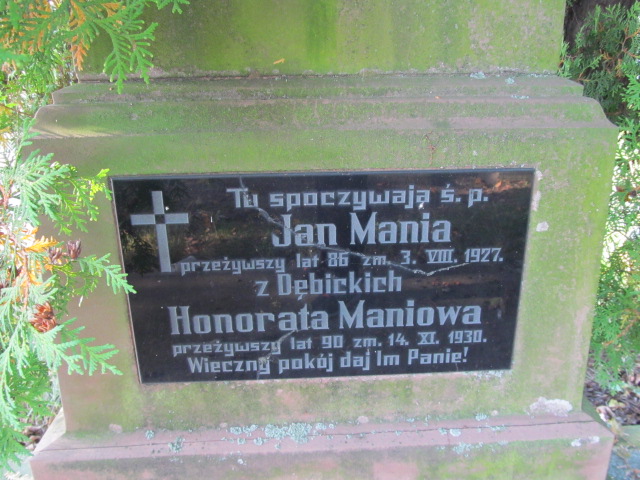 Tu spoczywają ś. p.
Jan Mania
przeżywszy lat 86 zm. 3. VIII. 1927.
z Dębickich
Honorata Maniowa
przeżywszy lat 90 zm. 14. XI. 1930.
Wieczny pokój daj Im Panie!